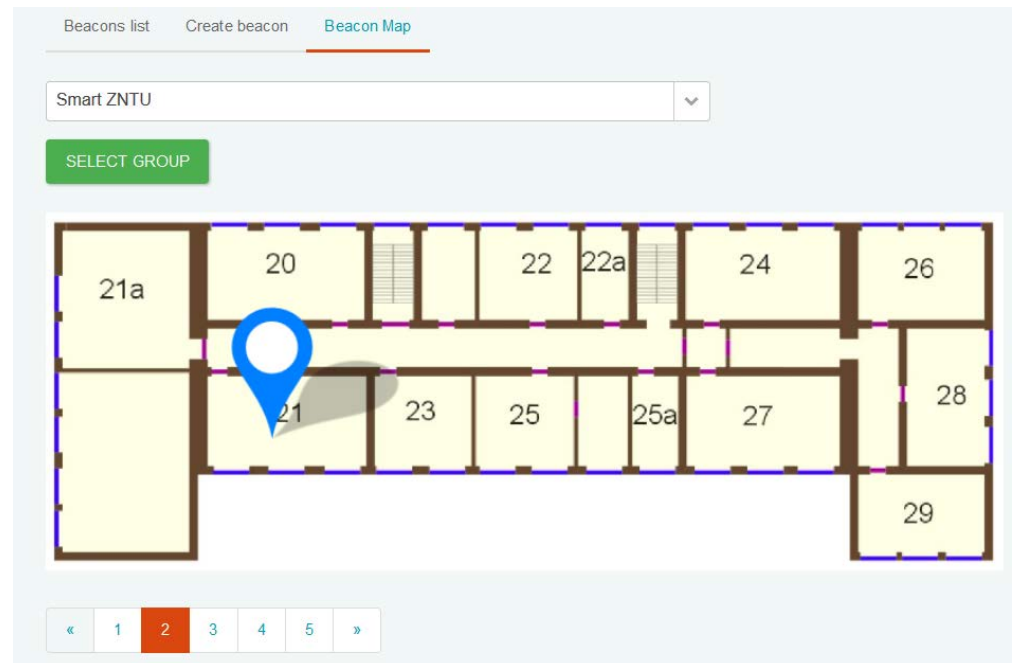 Beacons list Create beacon Beacon Map
Smart ZNTU
SELECT GROUP
20 22 22a 24 26
21a
21 23 25 25a 27 28
29
« 1 2 3 4 5 »